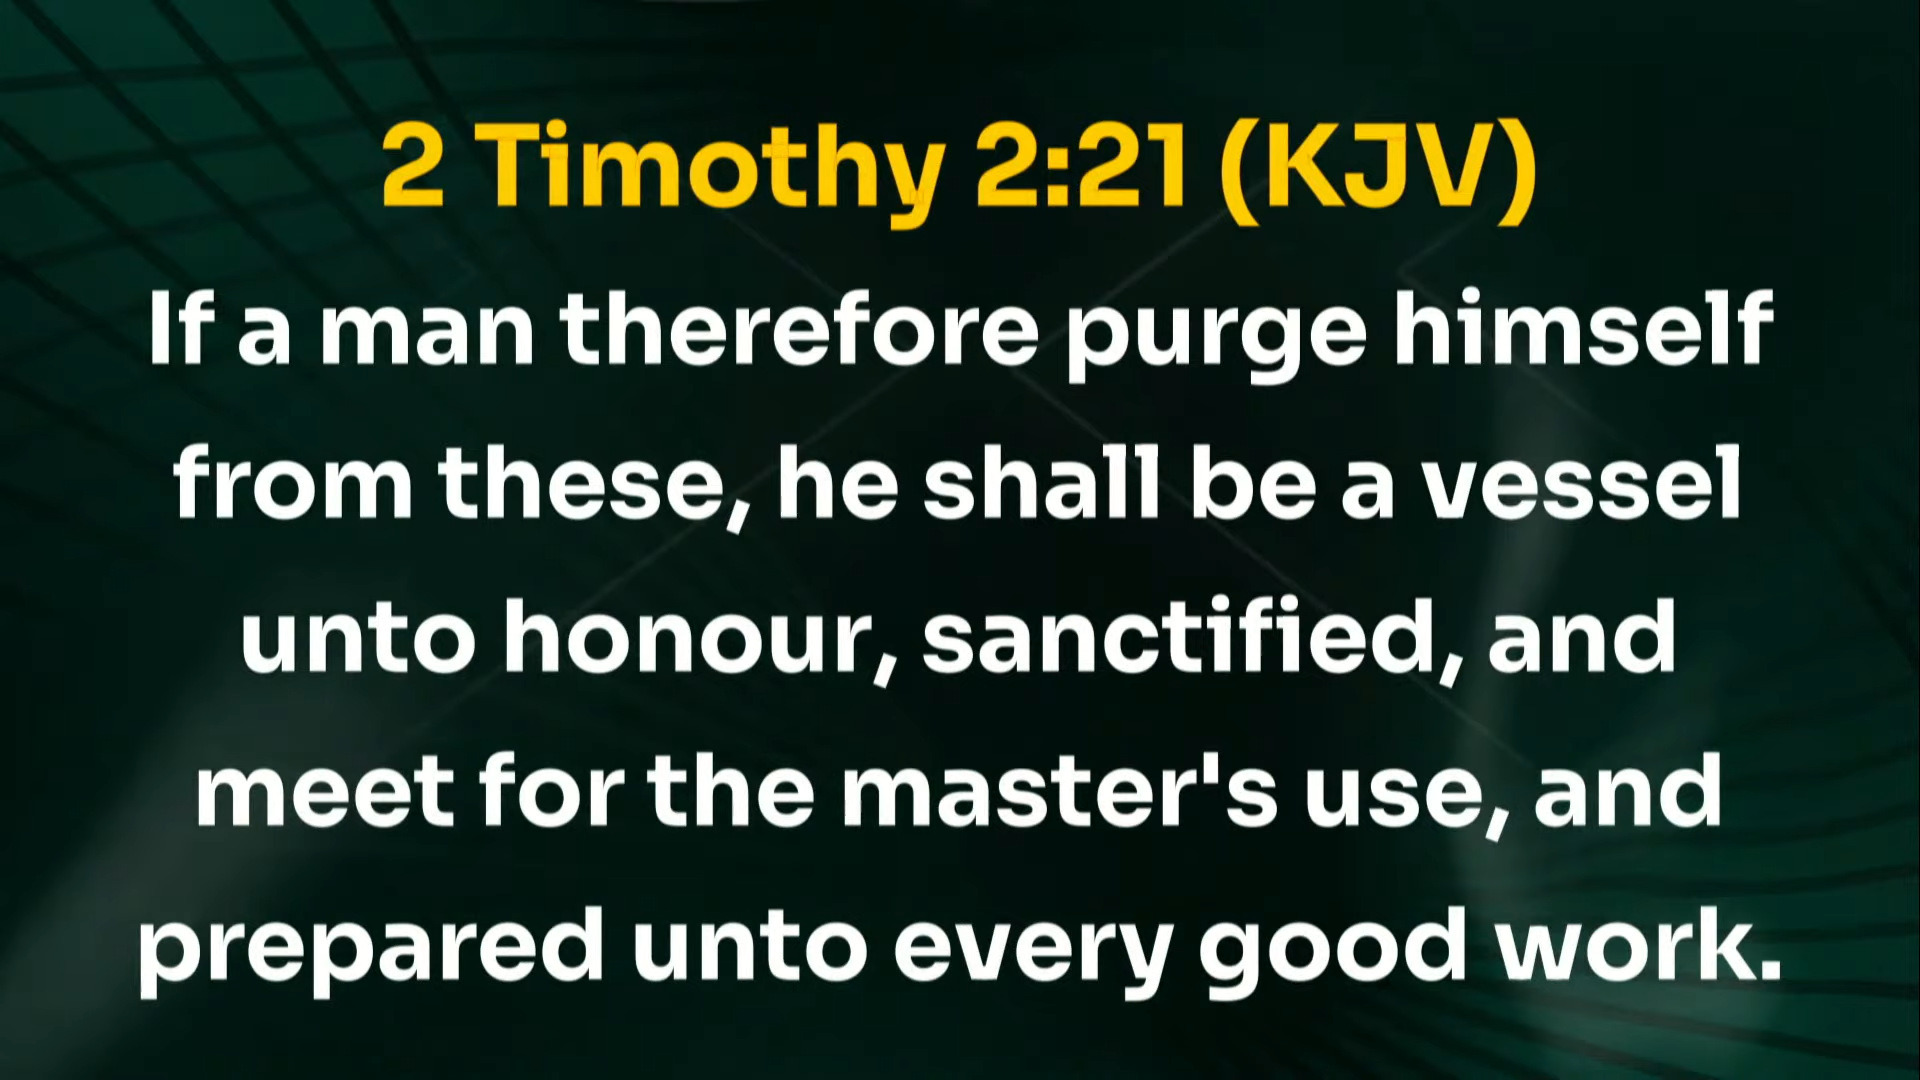 2 Timothy 2:21 (KJV)
If a man therefore purge himself
from these, he shall be a vessel
unto honour, sanctified, and
meet for the master's use, and
prepared unto every good work.